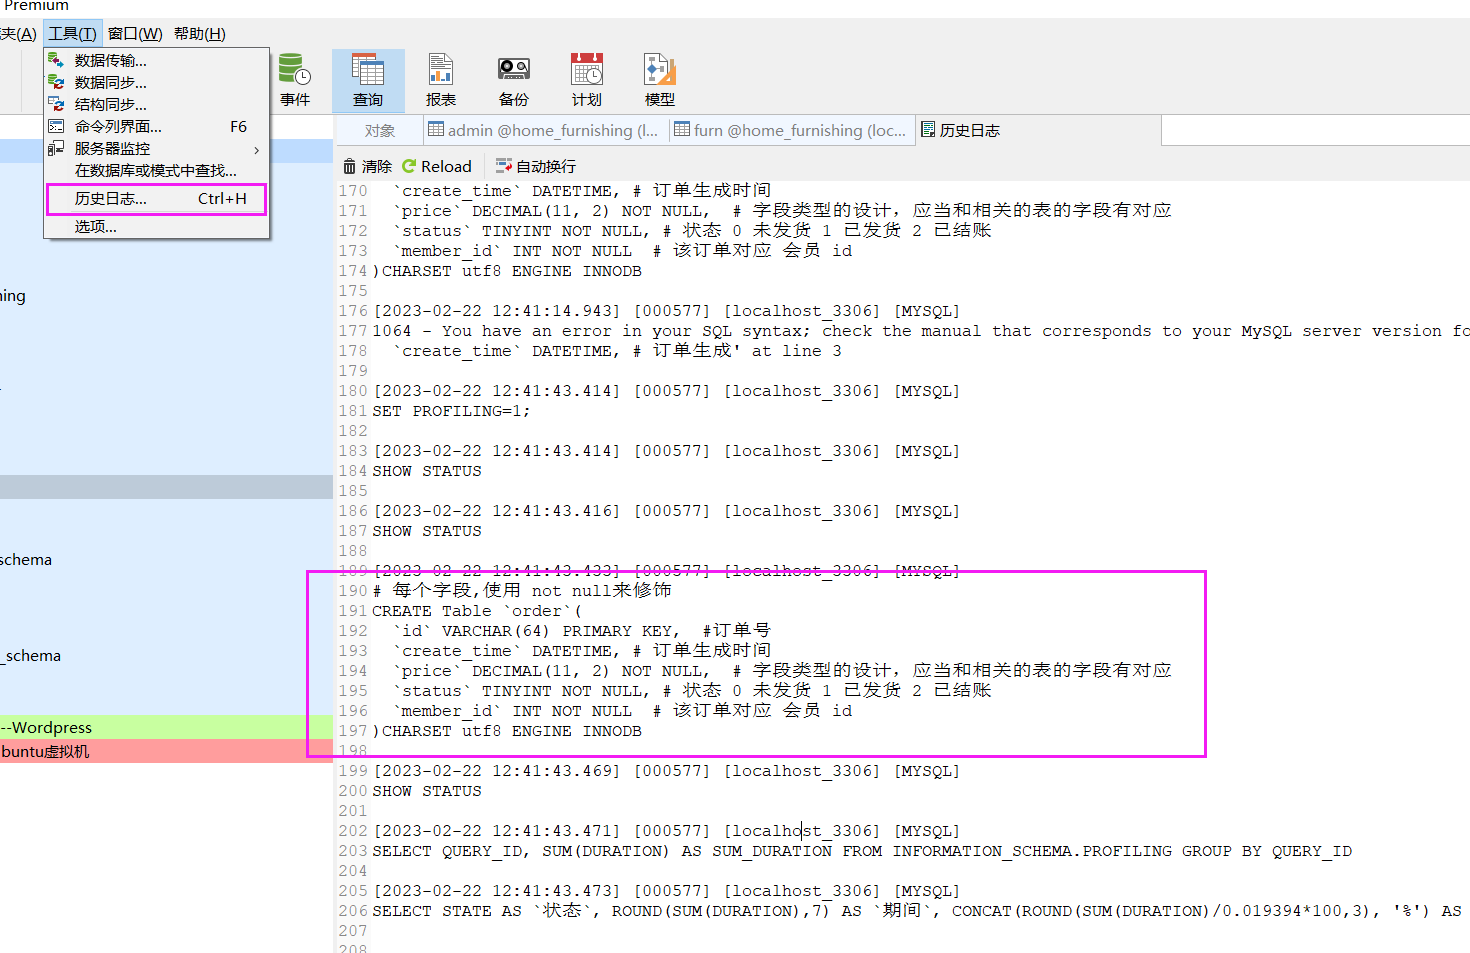 Premium
夹(A) 工具(T) 窗口(W) 帮助(H)
数据传输...
数据同步...
结构同步...
命令列界面... F6
服务器监控
在数据库或模式中查找...
历史日志... Ctrl+H
选项...
事件 查询 报表 备份 计划 模型
对象 admin @home_furnishing (l... furn @home_furnishing (loc... 历史日志
清除 Reload 自动换行
170 `create_time` DATETIME, # 订单生成时间
171 `price` DECIMAL(11, 2) NOT NULL, # 字段类型的设计，应当和相关的表的字段有对应
172 `status` TINYINT NOT NULL, # 状态 0 未发货 1 已发货 2 已结账
173 `member_id` INT NOT NULL # 该订单对应 会员 id
174 )CHARSET utf8 ENGINE INNODB
175
176 [2023-02-22 12:41:14.943] [000577] [localhost_3306] [MYSQL]
177 1064 - You have an error in your SQL syntax; check the manual that corresponds to your MySQL server version fo
178 `create_time` DATETIME, # 订单生成' at line 3
179
180 [2023-02-22 12:41:43.414] [000577] [localhost_3306] [MYSQL]
181 SET PROFILING=1;
182
183 [2023-02-22 12:41:43.414] [000577] [localhost_3306] [MYSQL]
184 SHOW STATUS
185
186 [2023-02-22 12:41:43.416] [000577] [localhost_3306] [MYSQL]
187 SHOW STATUS
188
189 [2023-02-22 12:41:43.433] [000577] [localhost_3306] [MYSQL]
190 # 每个字段,使用 not null来修饰
191 CREATE Table `order`(
192 `id` VARCHAR(64) PRIMARY KEY, #订单号
193 `create_time` DATETIME, # 订单生成时间
194 `price` DECIMAL(11, 2) NOT NULL, # 字段类型的设计，应当和相关的表的字段有对应
195 `status` TINYINT NOT NULL, # 状态 0 未发货 1 已发货 2 已结账
196 `member_id` INT NOT NULL # 该订单对应 会员 id
197 )CHARSET utf8 ENGINE INNODB
198
199 [2023-02-22 12:41:43.469] [000577] [localhost_3306] [MYSQL]
200 SHOW STATUS
201
202 [2023-02-22 12:41:43.471] [000577] [localhost_3306] [MYSQL]
203 SELECT QUERY_ID, SUM(DURATION) AS SUM_DURATION FROM INFORMATION_SCHEMA.PROFILING GROUP BY QUERY_ID
204
205 [2023-02-22 12:41:43.473] [000577] [localhost_3306] [MYSQL]
206 SELECT STATE AS `状态`, ROUND(SUM(DURATION),7) AS `期间`, CONCAT(ROUND(SUM(DURATION)/0.019394*100,3), '%') AS
207
208
ing
schema
_schema
--Wordpress
buntu虚拟机